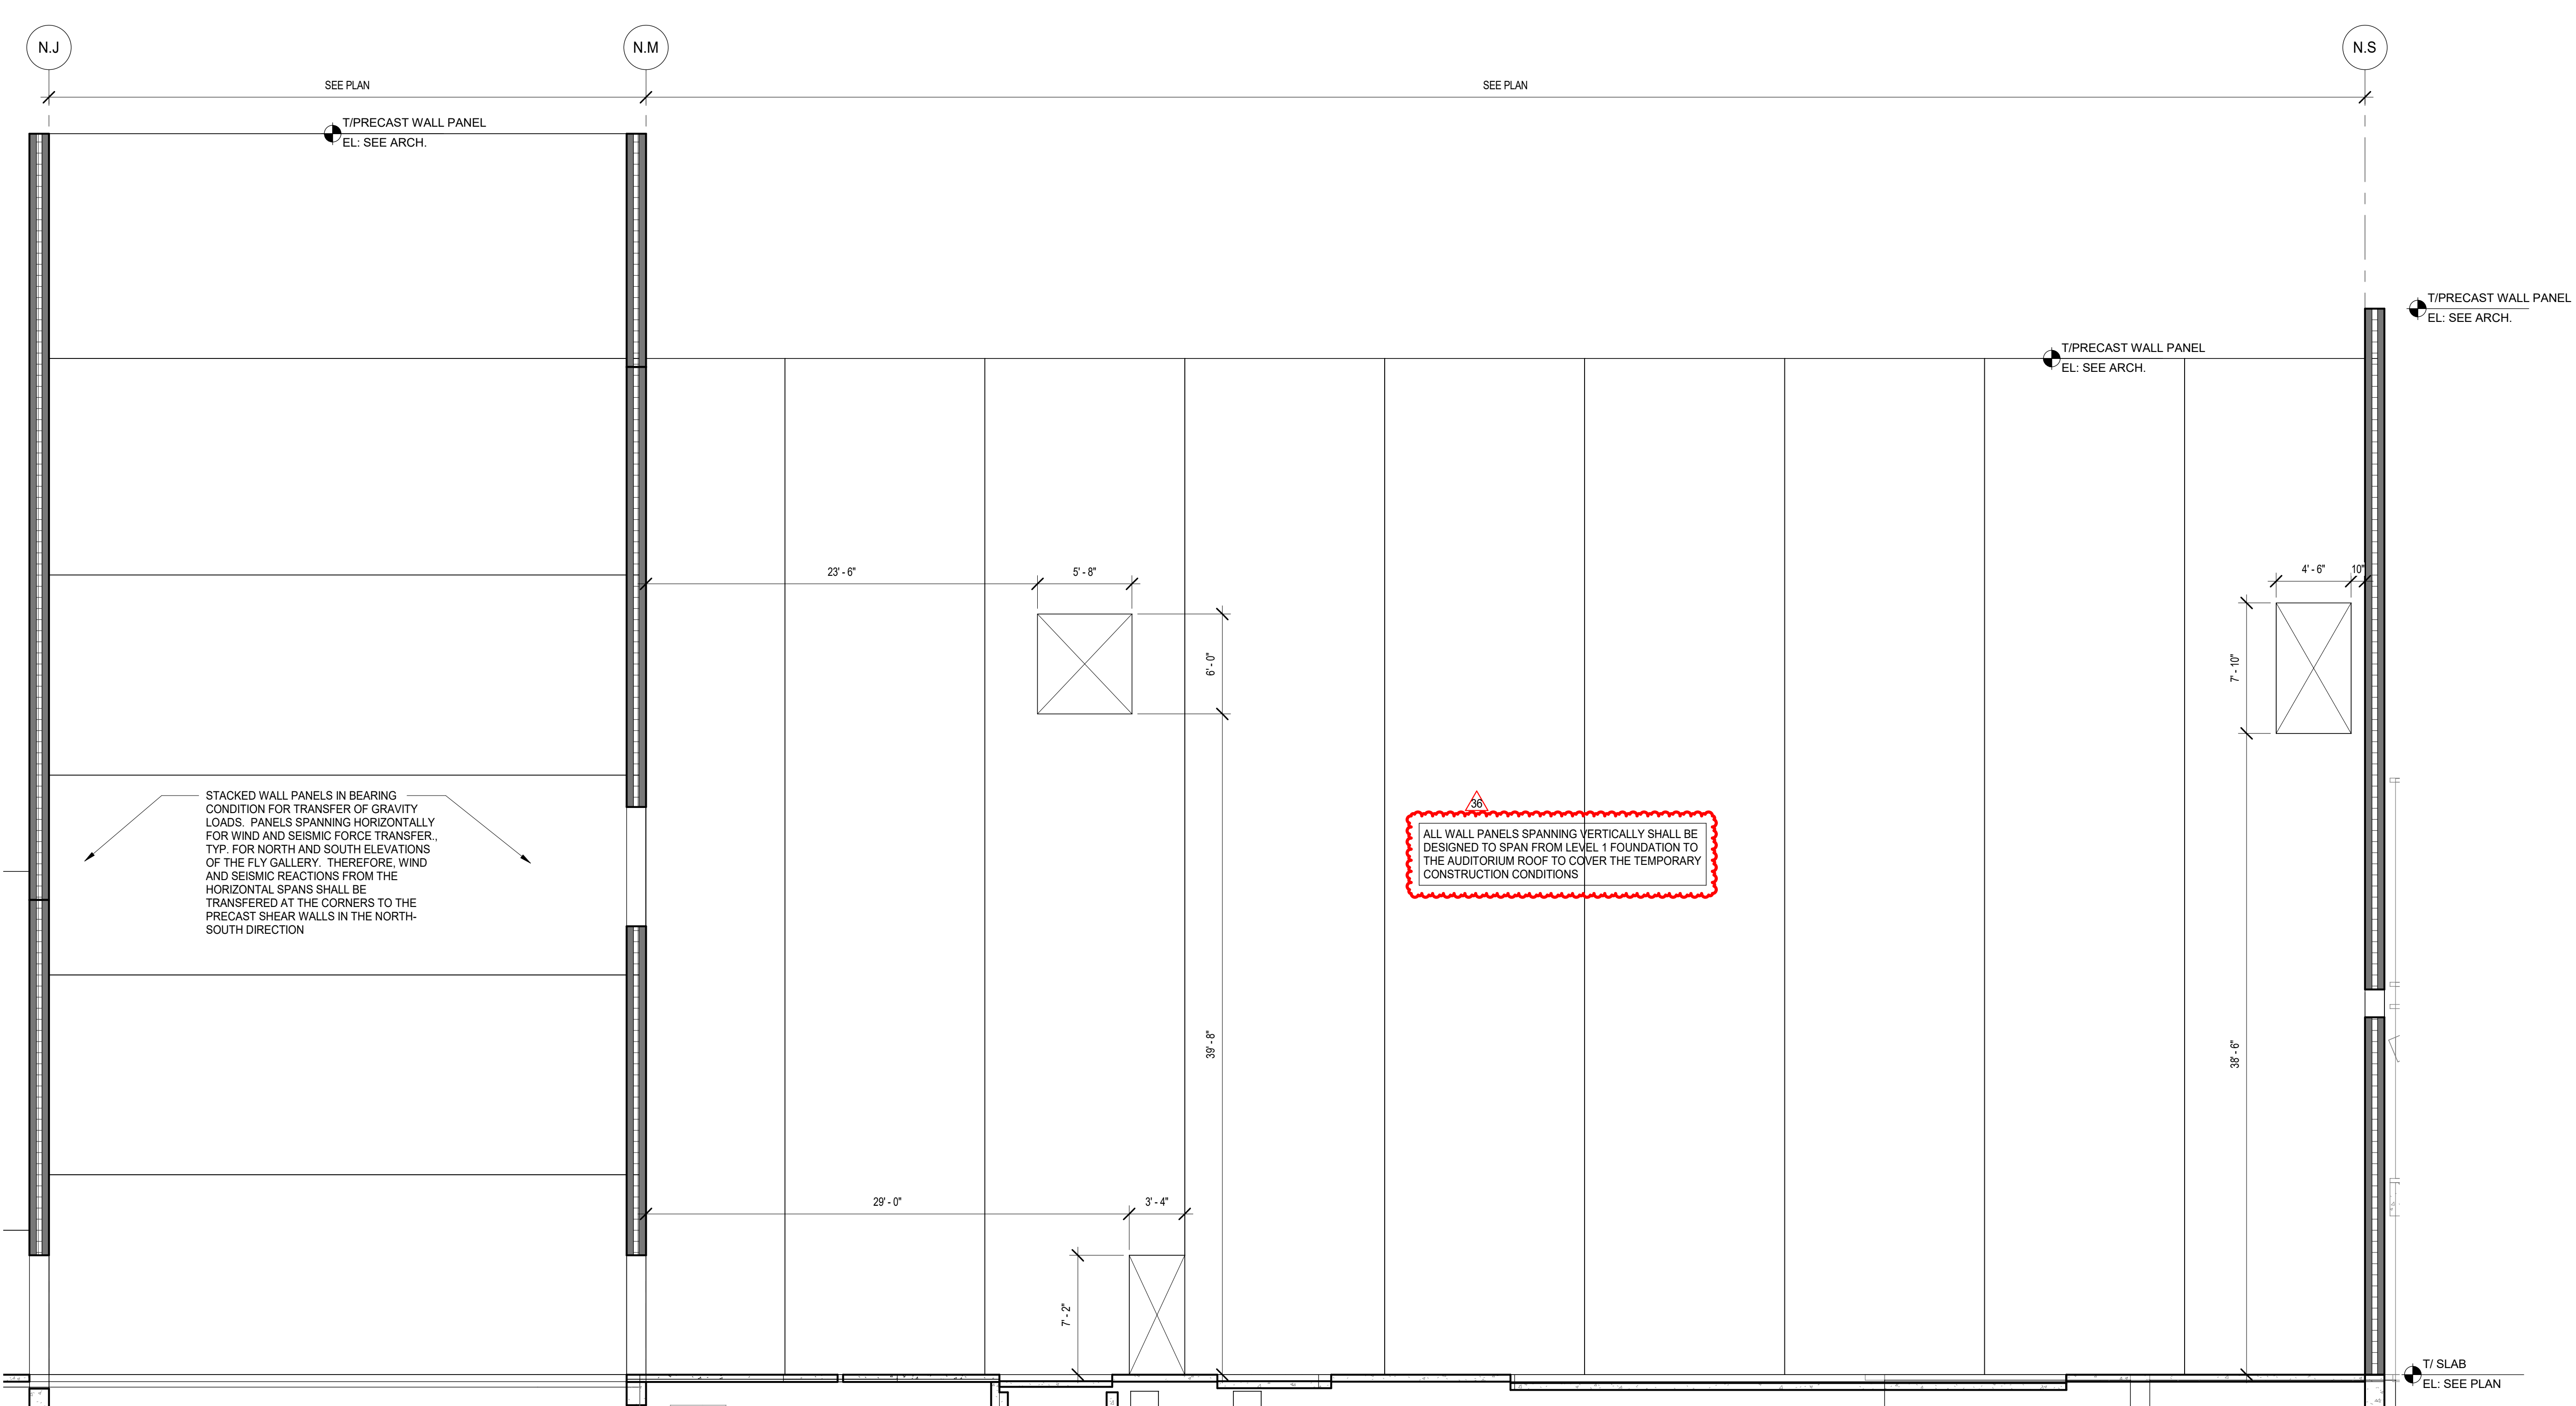 N.J
N.M
N.S
SEE PLAN
SEE PLAN
T/PRECAST WALL PANEL
EL: SEE ARCH.
T/PRECAST WALL PANEL
EL: SEE ARCH.
T/PRECAST WALL PANEL
EL: SEE ARCH.
23' - 6"
5' - 8"
4' - 6"
10"
6' - 0"
7' - 10"
STACKED WALL PANELS IN BEARING
CONDITION FOR TRANSFER OF GRAVITY
LOADS. PANELS SPANNING HORIZONTALLY
FOR WIND AND SEISMIC FORCE TRANSFER.,
TYP. FOR NORTH AND SOUTH ELEVATIONS
OF THE FLY GALLERY. THEREFORE, WIND
AND SEISMIC REACTIONS FROM THE
HORIZONTAL SPANS SHALL BE
TRANSFERED AT THE CORNERS TO THE
PRECAST SHEAR WALLS IN THE NORTH-
SOUTH DIRECTION
36
ALL WALL PANELS SPANNING VERTICALLY SHALL BE
DESIGNED TO SPAN FROM LEVEL 1 FOUNDATION TO
THE AUDITORIUM ROOF TO COVER THE TEMPORARY
CONSTRUCTION CONDITIONS
39' - 8"
38' - 6"
29' - 0"
3' - 4"
7' - 2"
T/ SLAB
EL: SEE PLAN